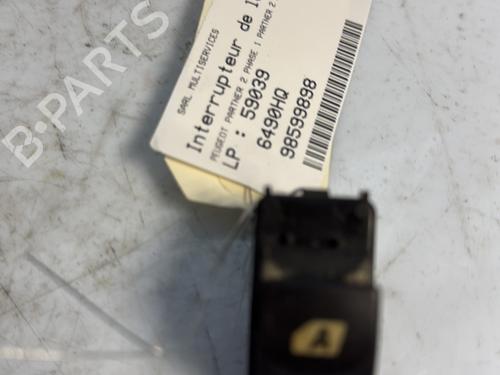 SARL MULTISERVICES
Interrupteur de l
PEUGEOT PARTNER 2 PHASE 1 PARTNER 2
LP : 59039
6490HQ
98599898
B-PARTS